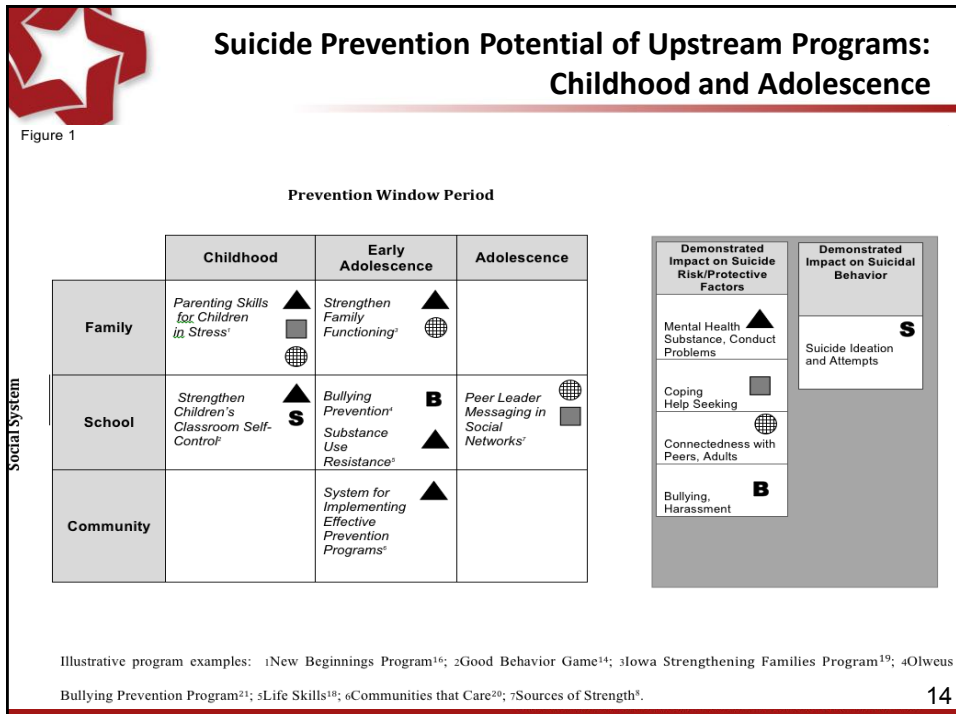 Suicide Prevention Potential of Upstream Programs:
Childhood and Adolescence
Figure 1
Prevention Window Period
Childhood
Early
Adolescence
Adolescence
Social System
Family
Parenting Skills
for Children
in Stress¹
Strengthen
Family
Functioning³
School
Strengthen
Children's
Classroom Self-
Control²
S
Bullying
Prevention⁴
B
Substance
Use
Resistance⁵
Peer Leader
Messaging in
Social
Networks⁷
Community
System for
Implementing
Effective
Prevention
Programs⁶
Demonstrated
Impact on Suicide
Risk/Protective
Factors
Mental Health
Substance, Conduct
Problems
Coping
Help Seeking
Connectedness with
Peers, Adults
Bullying,
Harassment
B
Demonstrated
Impact on Suicidal
Behavior
S
Suicide Ideation
and Attempts
Illustrative program examples: 1New Beginnings Program¹⁶; 2Good Behavior Game¹⁴; 3Iowa Strengthening Families Program¹⁹; 4Olweus
Bullying Prevention Program²¹; 5Life Skills¹⁸; 6Communities that Care²⁰; 7Sources of Strength⁸.
14